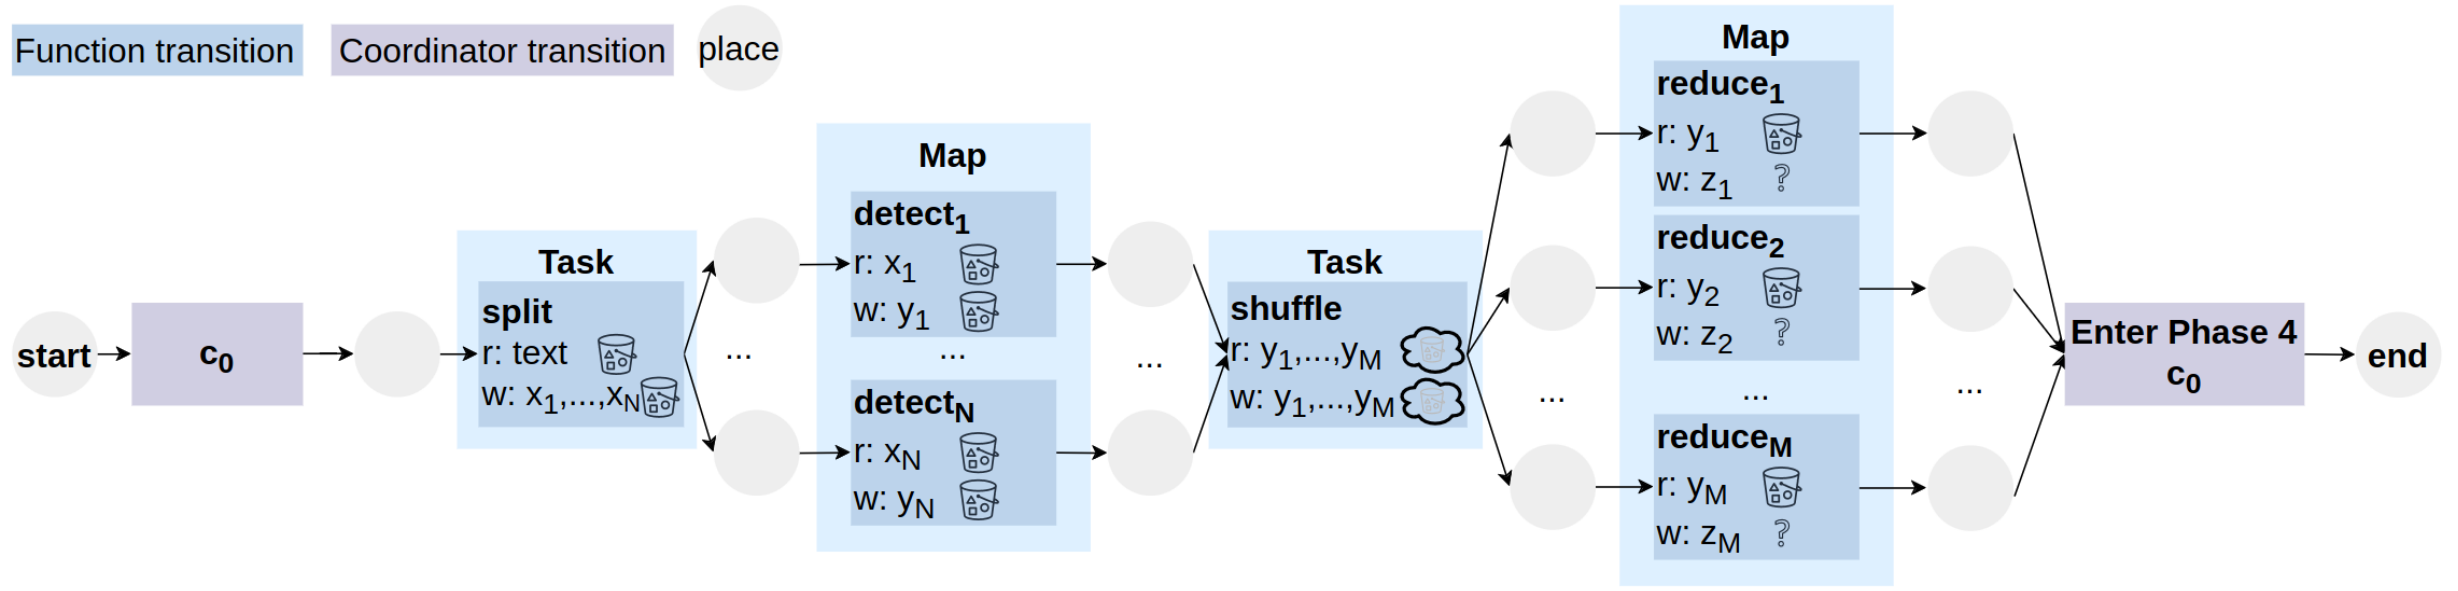 Function transition
Coordinator transition
place
start
c0
Task
split
r: text
w: x1,...,xN
...
Map
detect1
r: x1
w: y1
...
detectN
r: xN
w: yN
...
Task
shuffle
r: y1,...,yM
w: y1,...,yM
...
Map
reduce1
r: y1
w: z1 ?
reduce2
r: y2
w: z2 ?
...
reduceM
r: yM
w: zM ?
...
Enter Phase 4
c0
end